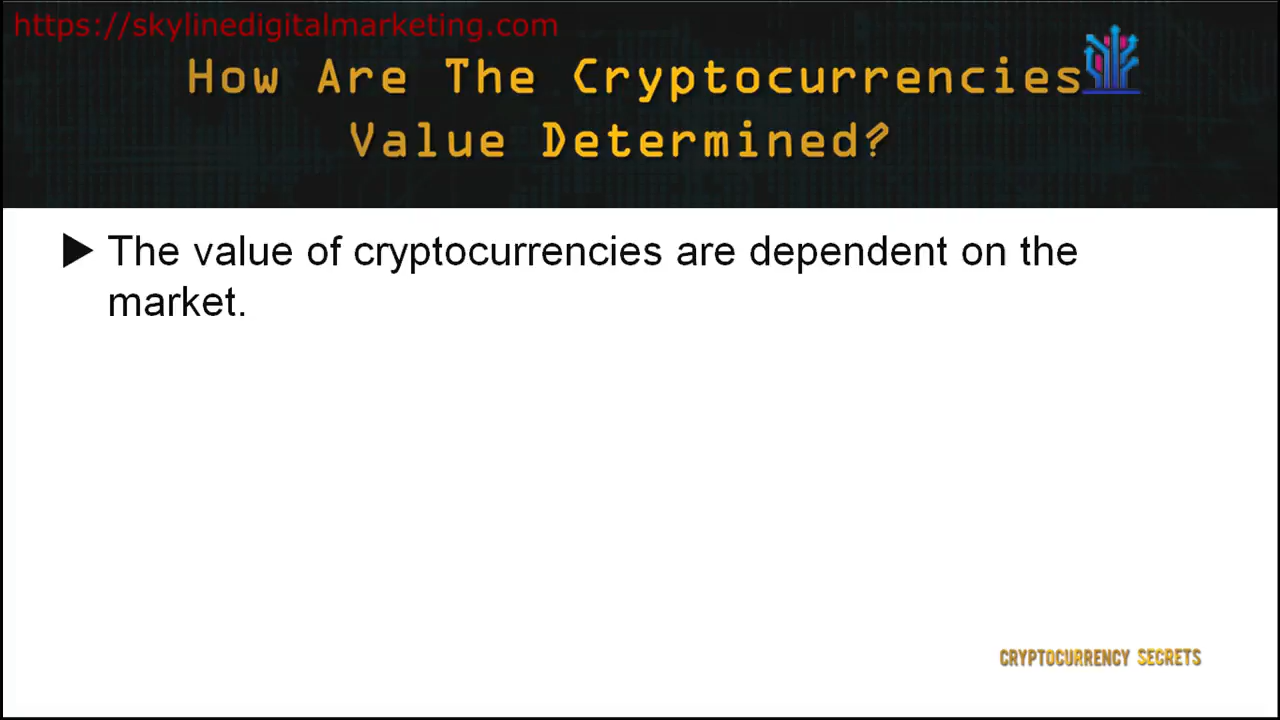 https://skylinedigitalmarketing.com
How Are The Cryptocurrencies
Value Determined?
The value of cryptocurrencies are dependent on the
market.
CRYPTOCURRENCY SECRETS